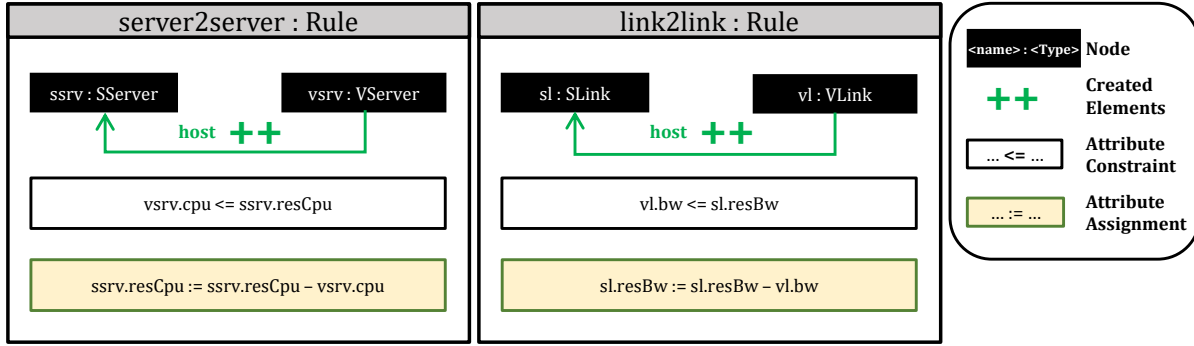 server2server : Rule
ssrv : SServer
vsrv : VServer
host ++
vsrv.cpu <= ssrv.resCpu
ssrv.resCpu := ssrv.resCpu – vsrv.cpu
link2link : Rule
sl : SLink
vl : VLink
host ++
vl.bw <= sl.resBw
sl.resBw := sl.resBw – vl.bw
<name> : <Type> Node
++ Created
Elements
... <= ... Attribute
Constraint
... := ... Attribute
Assignment